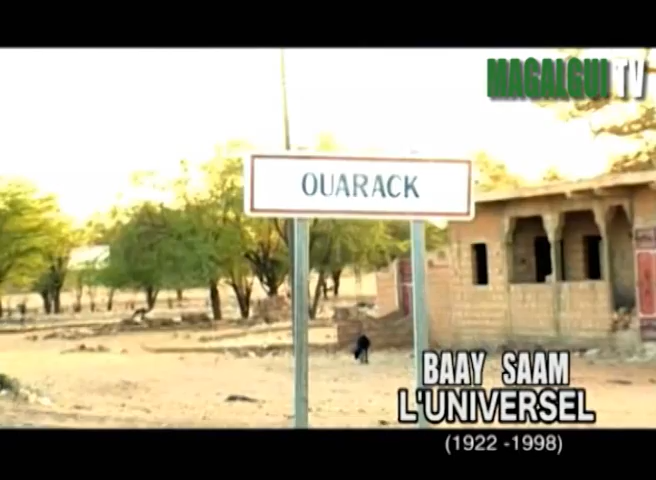 MAGALGUI TV
OUARACK
BAAY SAAM
L'UNIVERSEL
(1922 -1998)